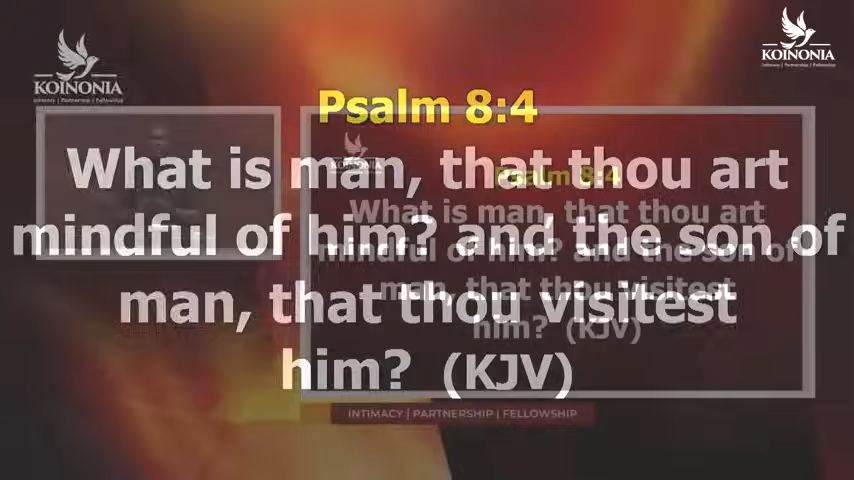 KOINONIA
Intimacy | Partnership | Fellowship
KOINONIA
Intimacy | Partnership | Fellowship
Psalm 8:4
What is man, that thou art
mindful of him? and the son of
man, that thou visitest
him? (KJV)
KOINONIA
Psalm 8:4
What is man, that thou art
mindful of him? and the son of
man, that thou visitest
him? (KJV)
INTIMACY | PARTNERSHIP | FELLOWSHIP